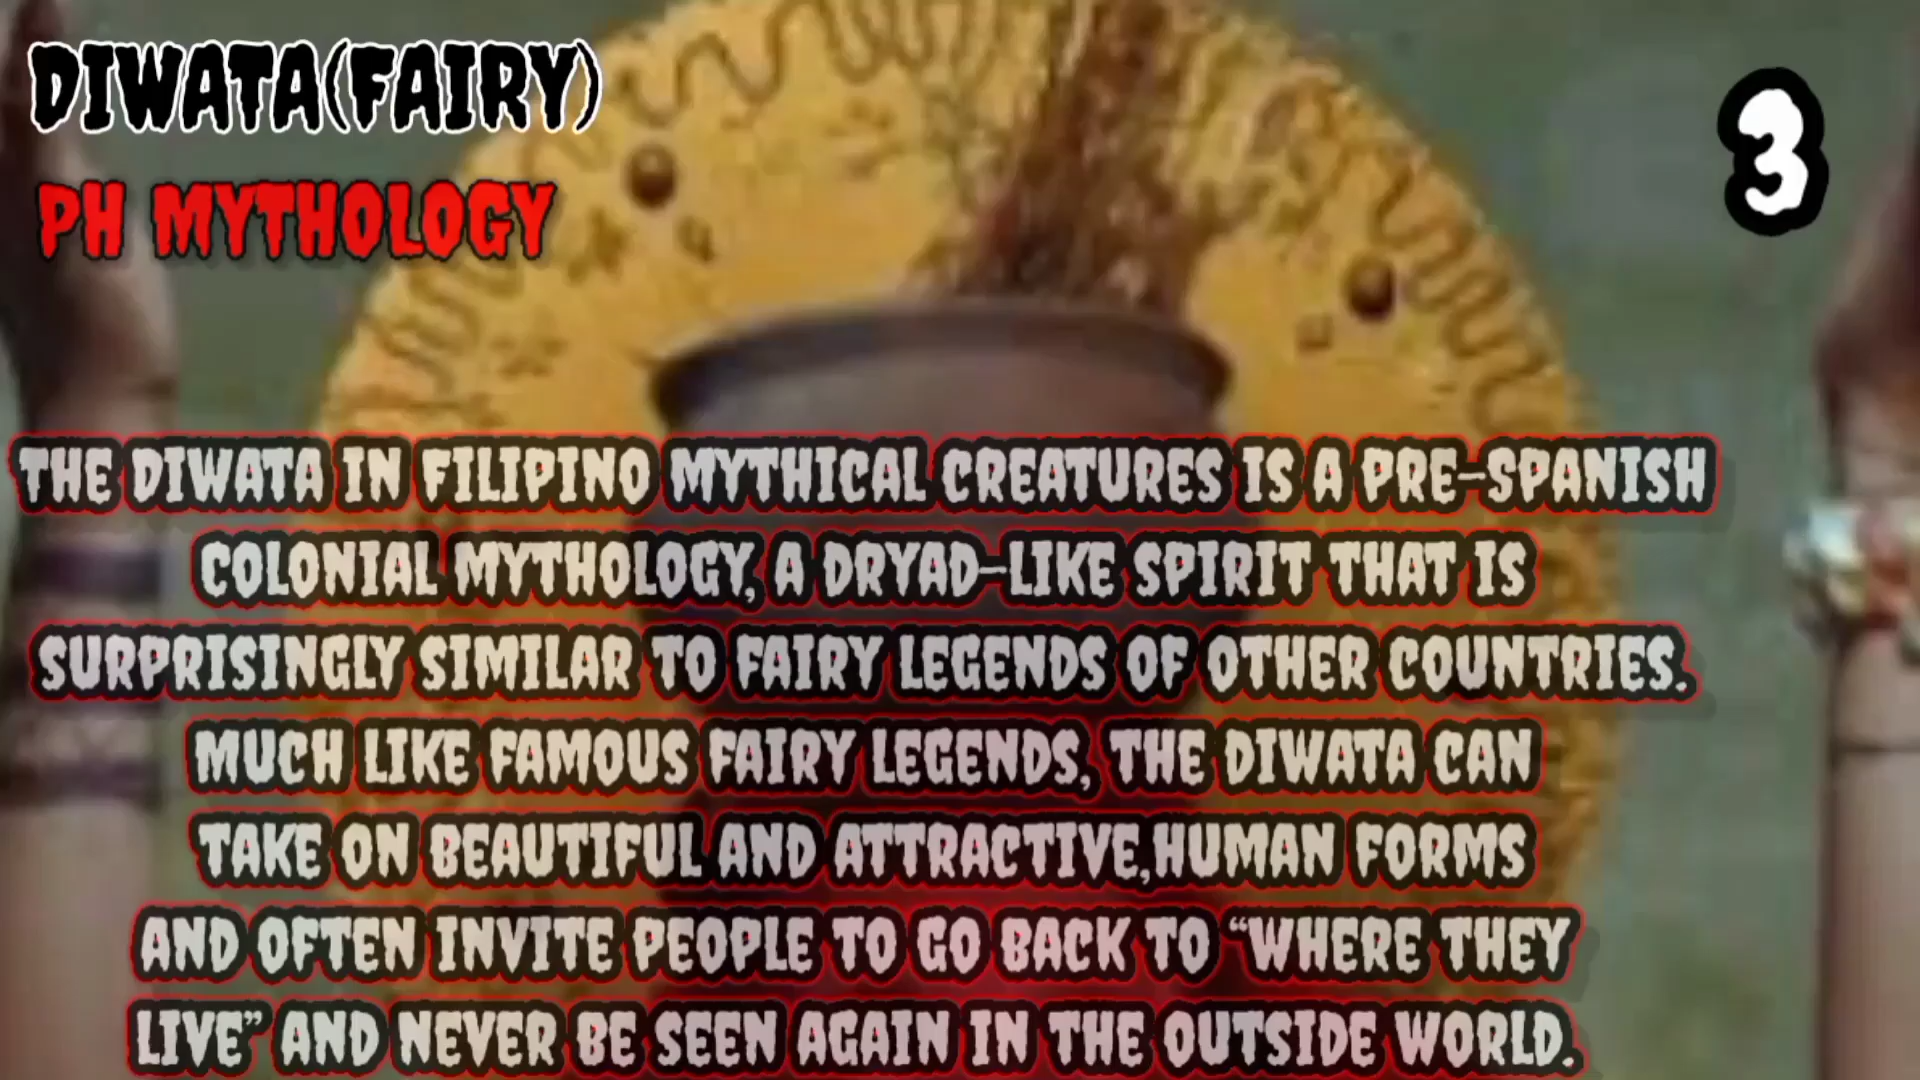 DIWATA(FAIRY)
PH MYTHOLOGY
3
THE DIWATA IN FILIPINO MYTHICAL CREATURES IS A PRE-SPANISH
COLONIAL MYTHOLOGY, A DRYAD-LIKE SPIRIT THAT IS
SURPRISINGLY SIMILAR TO FAIRY LEGENDS OF OTHER COUNTRIES.
MUCH LIKE FAMOUS FAIRY LEGENDS, THE DIWATA CAN
TAKE ON BEAUTIFUL AND ATTRACTIVE,HUMAN FORMS
AND OFTEN INVITE PEOPLE TO GO BACK TO “WHERE THEY
LIVE” AND NEVER BE SEEN AGAIN IN THE OUTSIDE WORLD.